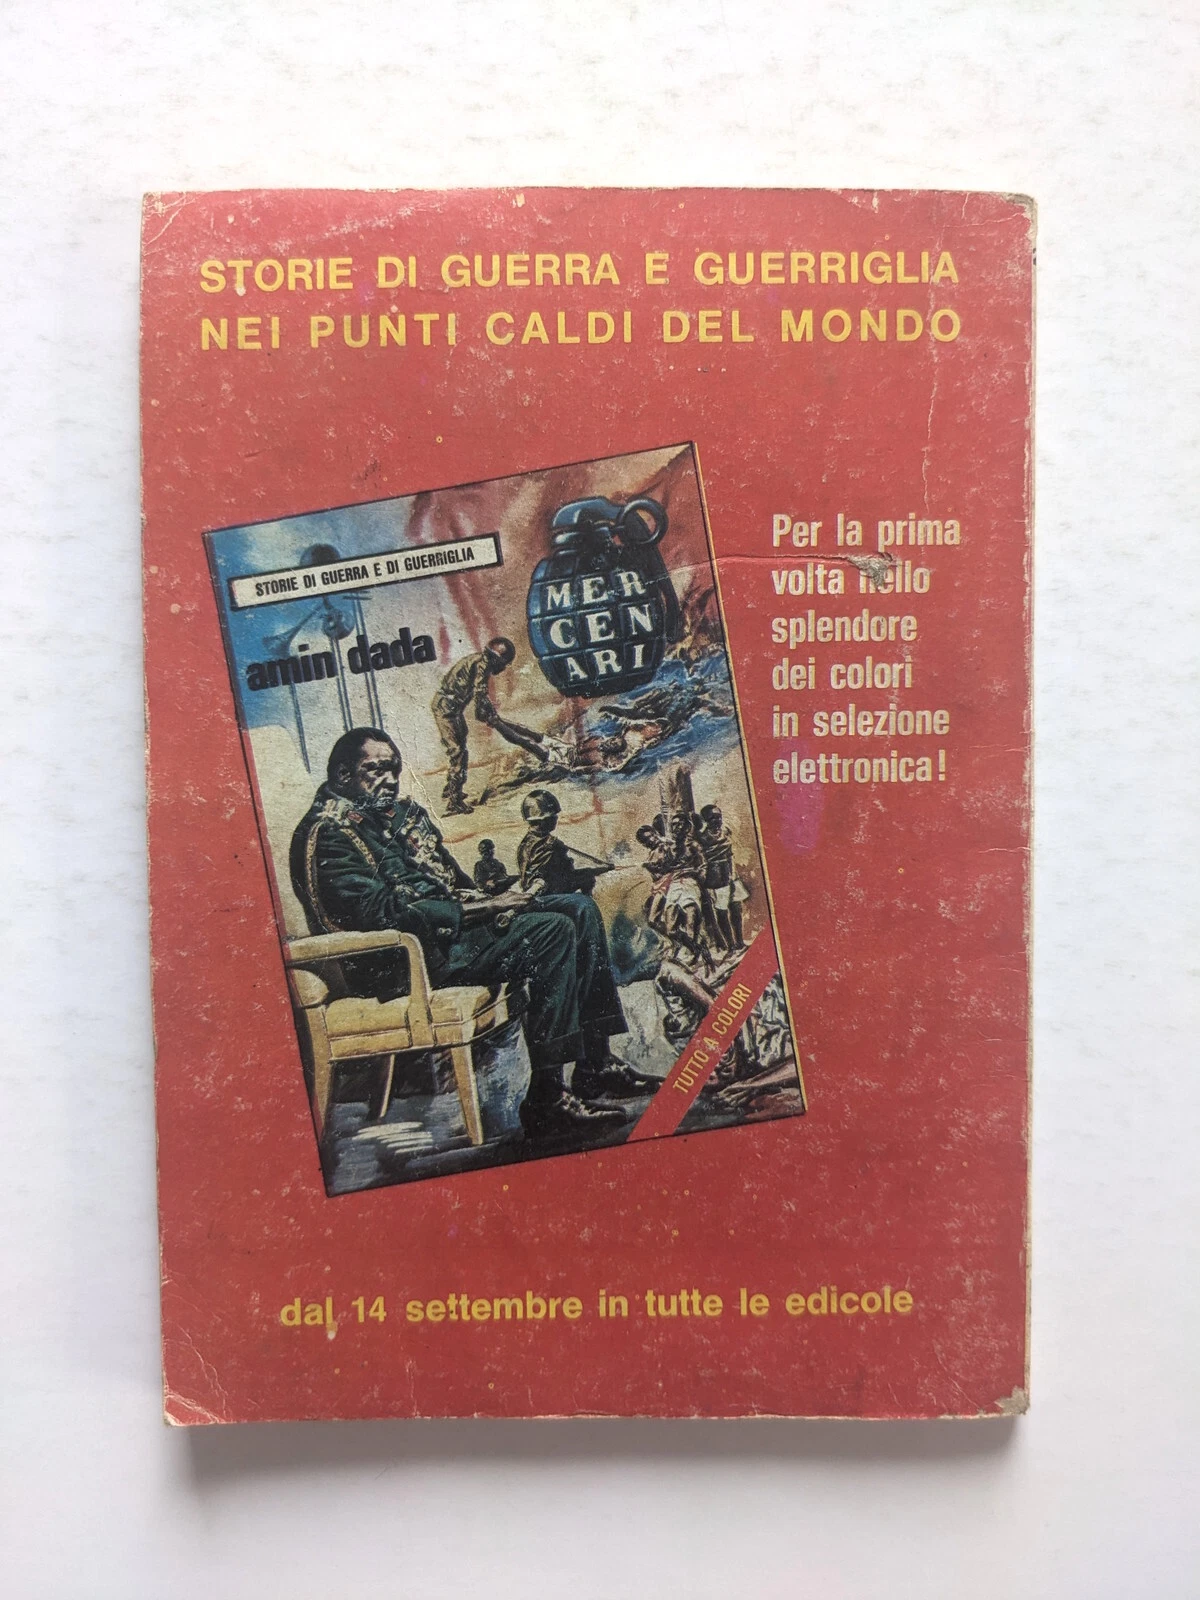 STORIE DI GUERRA E GUERRIGLIA
NEI PUNTI CALDI DEL MONDO
STORIE DI GUERRA E DI GUERRIGLIA
amin dada
MER
CEN
ARI
TUTTO A COLORI
Per la prima
volta nello
splendore
dei colori
in selezione
elettronica!
dal 14 settembre in tutte le edicole